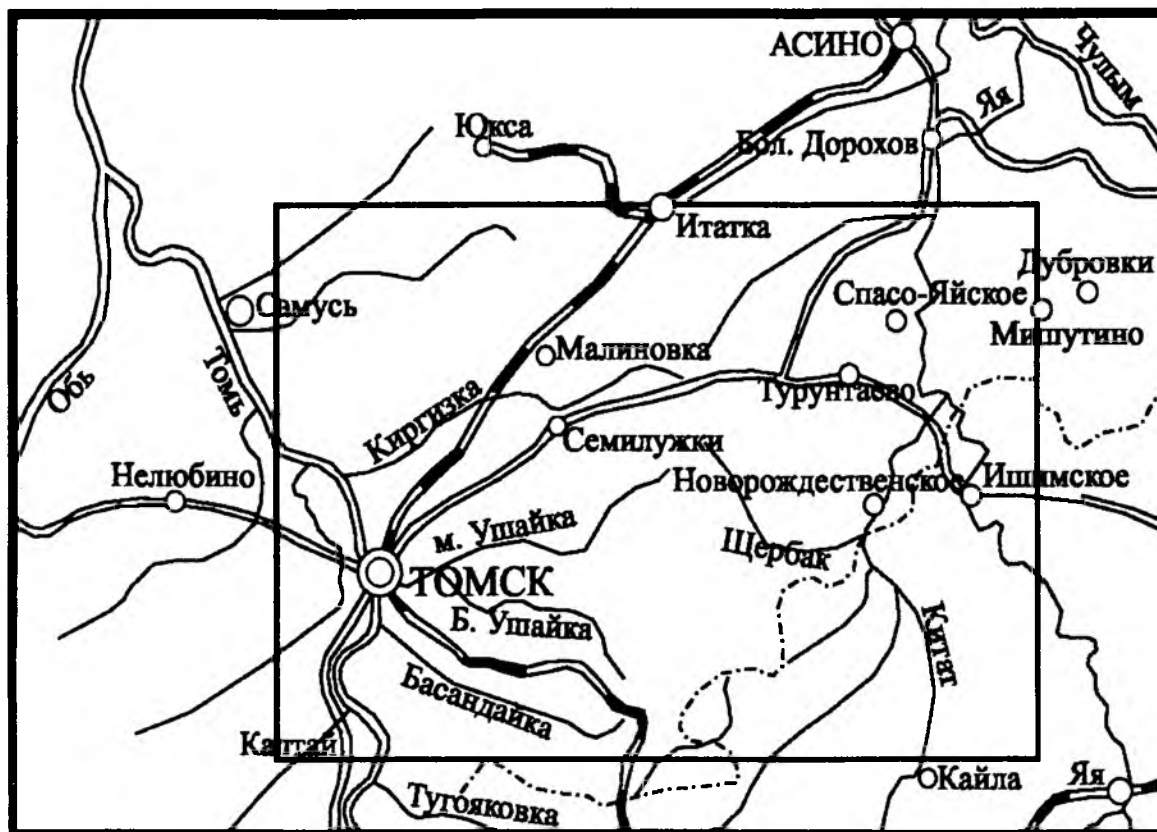 АСИНО
Чулым
Яя
Юкса
Бол. Дорохов
Итатка
Дубровки
Спасо-Яйское
Самусь
Мишутино
Малиновка
Обь
Томь
Турунтаево
Киргизка
Семилужки
Нелюбино
Новорождественское
Ишимское
м. Ушайка
Щербак
ТОМСК
Б. Ушайка
Китат
Басандайка
Калтай
Кайла
Яя
Тугояковка